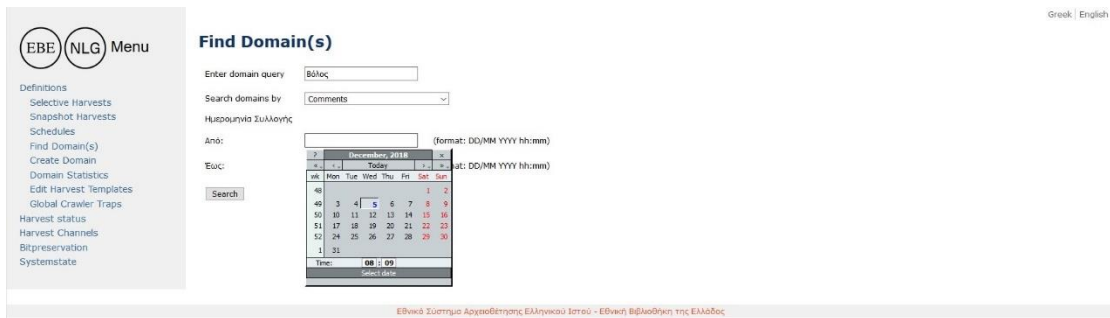 Greek | English
EBE NLG Menu
Find Domain(s)
Enter domain query Βόλος
Definitions
Search domains by Comments
Selective Harvests
Snapshot Harvests
Ημερομηνία Συλλογής
Schedules
Find Domain(s)
Από: (format: DD/MM YYYY hh:mm)
Create Domain
? December, 2018 x
Domain Statistics
Έως: « ‹ Today › » at: DD/MM YYYY hh:mm)
wk Mon Tue Wed Thu Fri Sat Sun
Edit Harvest Templates
Search
48 1 2
Global Crawler Traps
49 3 4 5 6 7 8 9
Harvest status
50 10 11 12 13 14 15 16
Harvest Channels
51 17 18 19 20 21 22 23
52 24 25 26 27 28 29 30
Bitpreservation
1 31
Systemstate
Time: 08 : 09
Select date
Εθνικό Σύστημα Αρχειοθέτησης Ελληνικού Ιστού - Εθνική Βιβλιοθήκη της Ελλάδος